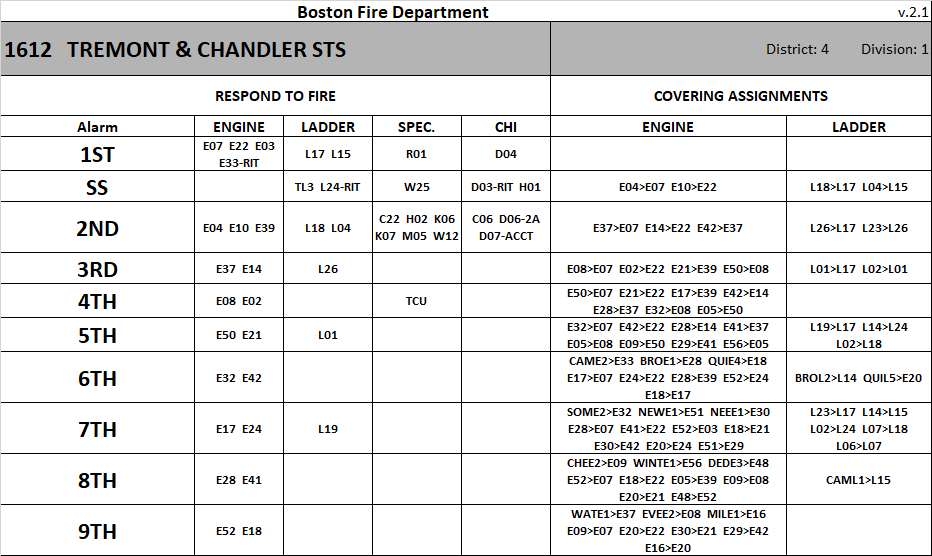 Boston Fire Department v.2.1
1612 TREMONT & CHANDLER STS District: 4 Division: 1
RESPOND TO FIRE COVERING ASSIGNMENTS
Alarm ENGINE LADDER SPEC. CHI ENGINE LADDER
1ST E07 E22 E03 L17 L15 R01 D04
E33-RIT
SS TL3 L24-RIT W25 D03-RIT H01 E04>E07 E10>E22 L18>L17 L04>L15
2ND E04 E10 E39 L18 L04 C22 H02 K06 C06 D06-2A E37>E07 E14>E22 E42>E37 L26>L17 L23>L26
K07 M05 W12 D07-ACCT
3RD E37 E14 L26 E08>E07 E02>E22 E21>E39 E50>E08 L01>L17 L02>L01
4TH E08 E02 TCU E50>E07 E21>E22 E17>E39 E42>E14
E28>E37 E32>E08 E05>E50
5TH E50 E21 L01 E32>E07 E42>E22 E28>E14 E41>E37 L19>L17 L14>L24
E05>E08 E09>E50 E29>E41 E56>E05 L02>L18
6TH E32 E42 CAME2>E33 BROE1>E28 QUIE4>E18
E17>E07 E24>E22 E28>E39 E52>E24 BROL2>L14 QUIL5>E20
E18>E17
7TH E17 E24 L19 SOME2>E32 NEWE1>E51 NEEE1>E30 L23>L17 L14>L15
E28>E07 E41>E22 E52>E03 E18>E21 L02>L24 L07>L18
E30>E42 E20>E24 E51>E29 L06>L07
8TH E28 E41 CHEE2>E09 WINTE1>E56 DEDE3>E48
E52>E07 E18>E22 E05>E39 E09>E08 CAML1>L15
E20>E21 E48>E52
9TH E52 E18 WATE1>E37 EVEE2>E08 MILE1>E16
E09>E07 E20>E22 E30>E21 E29>E42
E16>E20